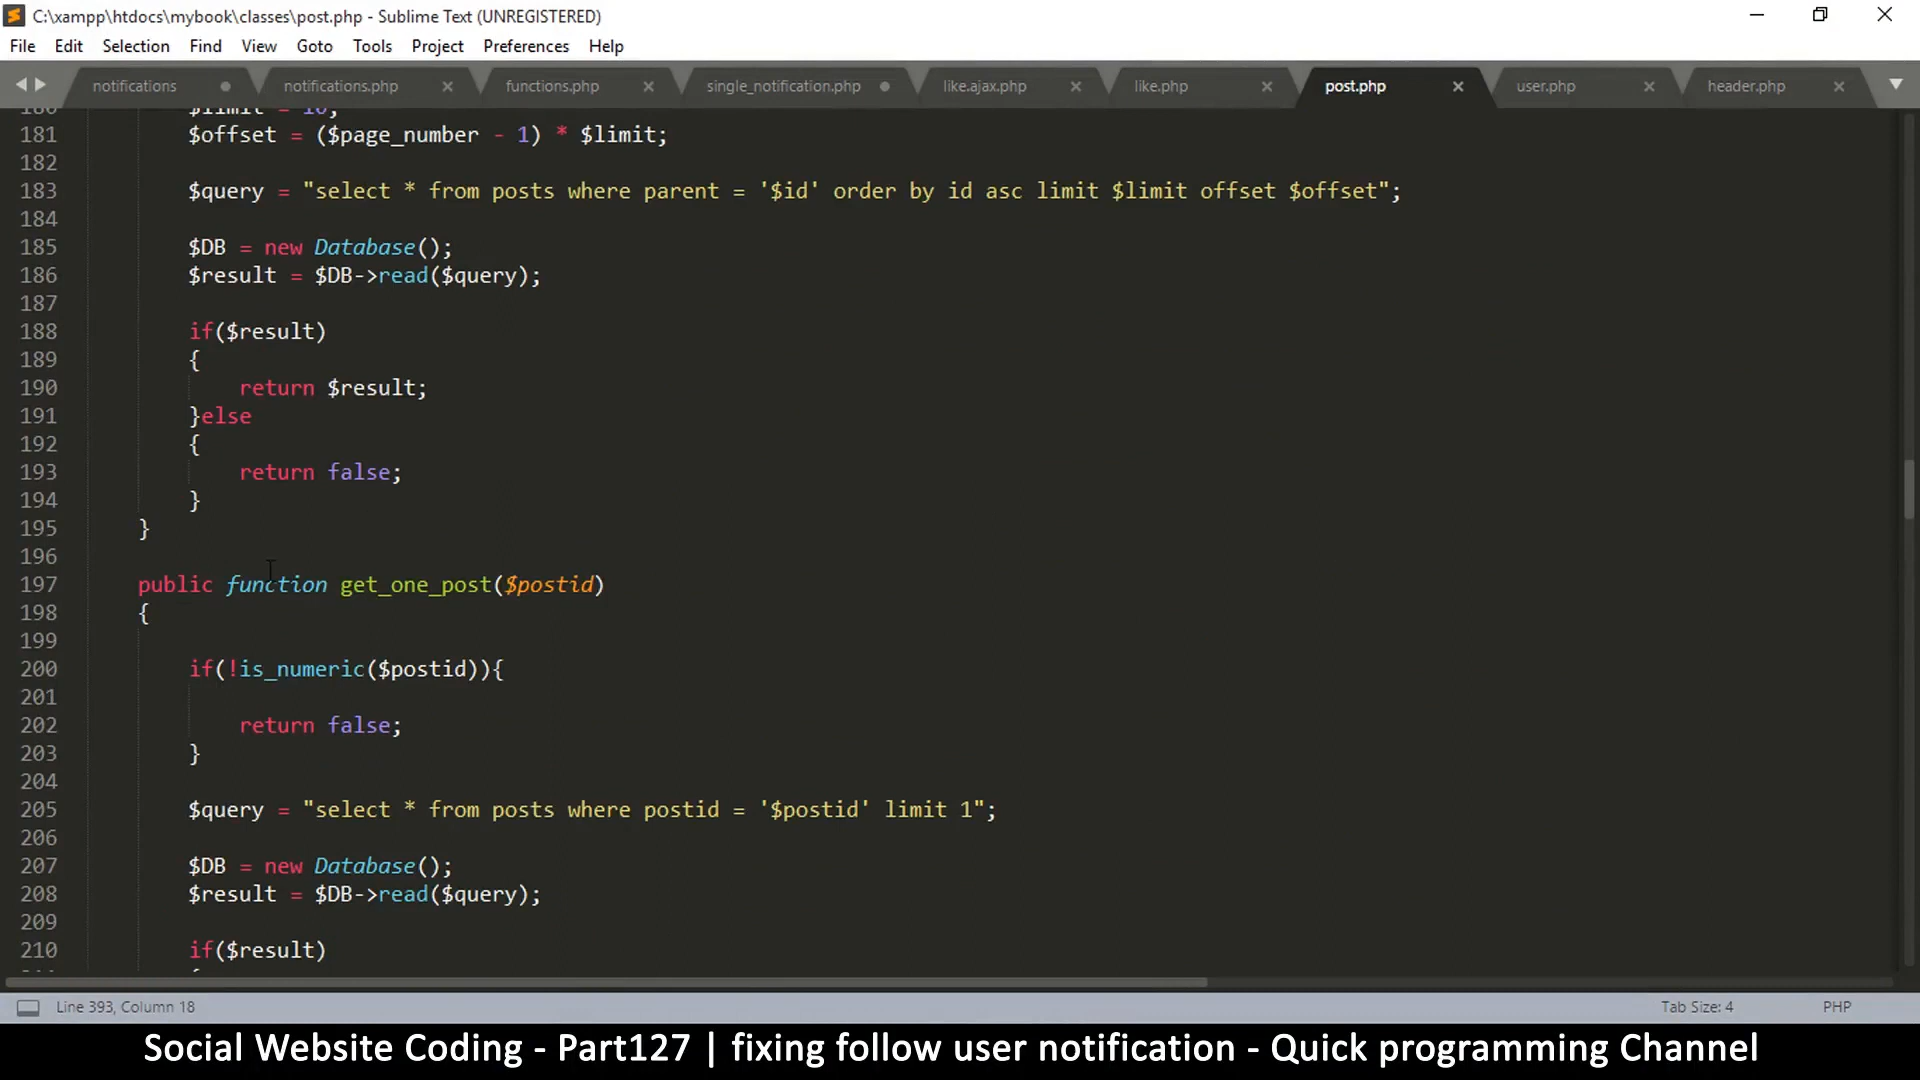 C:\xampp\htdocs\mybook\classes\post.php - Sublime Text (UNREGISTERED)
File Edit Selection Find View Goto Tools Project Preferences Help
notifications notifications.php functions.php single_notification.php like.ajax.php like.php post.php user.php header.php
180 $limit = 10;
181 $offset = ($page_number - 1) * $limit;
182
183 $query = "select * from posts where parent = '$id' order by id asc limit $limit offset $offset";
184
185 $DB = new Database();
186 $result = $DB->read($query);
187
188 if($result)
189 {
190 return $result;
191 }else
192 {
193 return false;
194 }
195 }
196
197 public function get_one_post($postid)
198 {
199
200 if(!is_numeric($postid)){
201
202 return false;
203 }
204
205 $query = "select * from posts where postid = '$postid' limit 1";
206
207 $DB = new Database();
208 $result = $DB->read($query);
209
210 if($result)
Line 393, Column 18 Tab Size: 4 PHP
Social Website Coding - Part127 | fixing follow user notification - Quick programming Channel